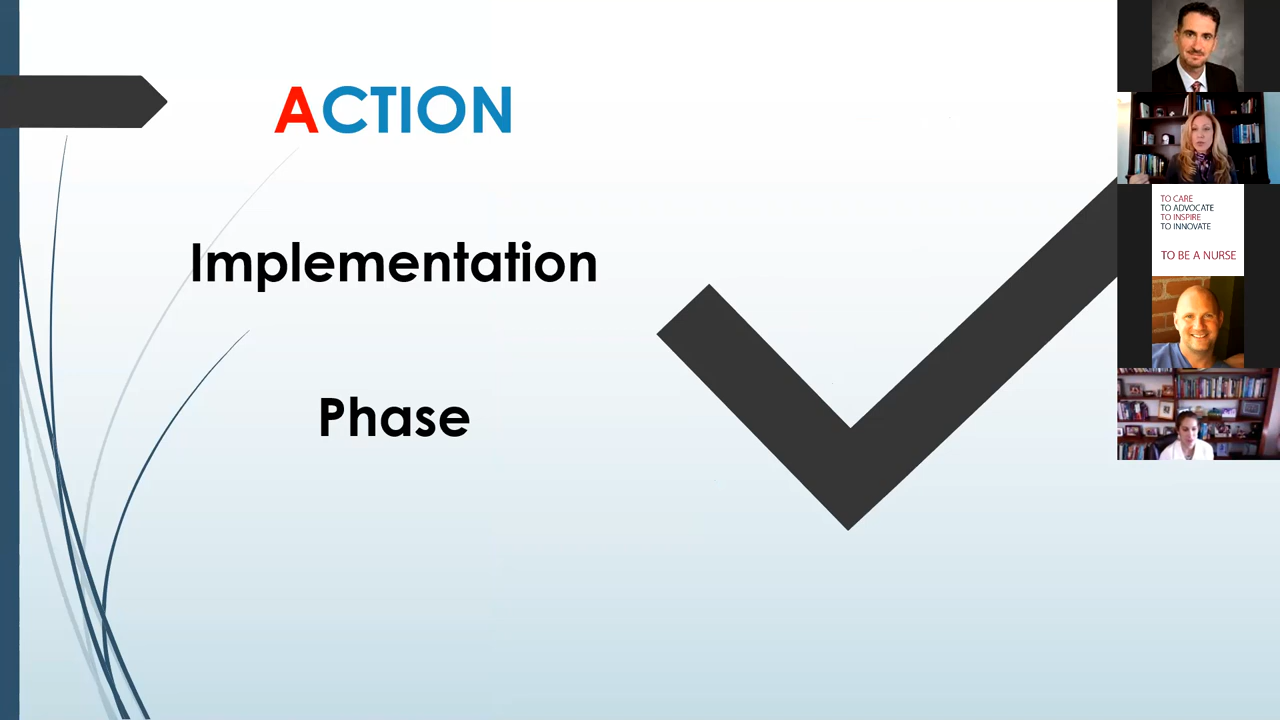 ACTION
Implementation
Phase
TO CARE
TO ADVOCATE
TO INSPIRE
TO INNOVATE
TO BE A NURSE